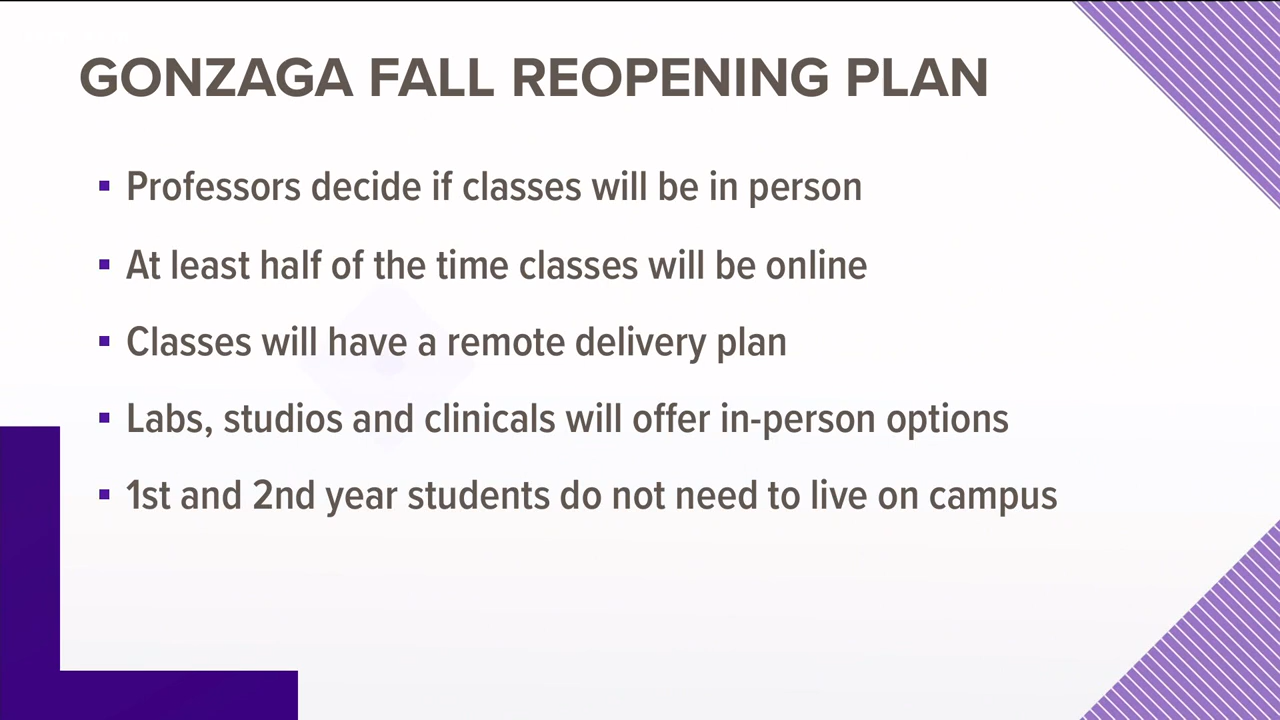 GONZAGA FALL REOPENING PLAN
Professors decide if classes will be in person
At least half of the time classes will be online
Classes will have a remote delivery plan
Labs, studios and clinicals will offer in-person options
1st and 2nd year students do not need to live on campus